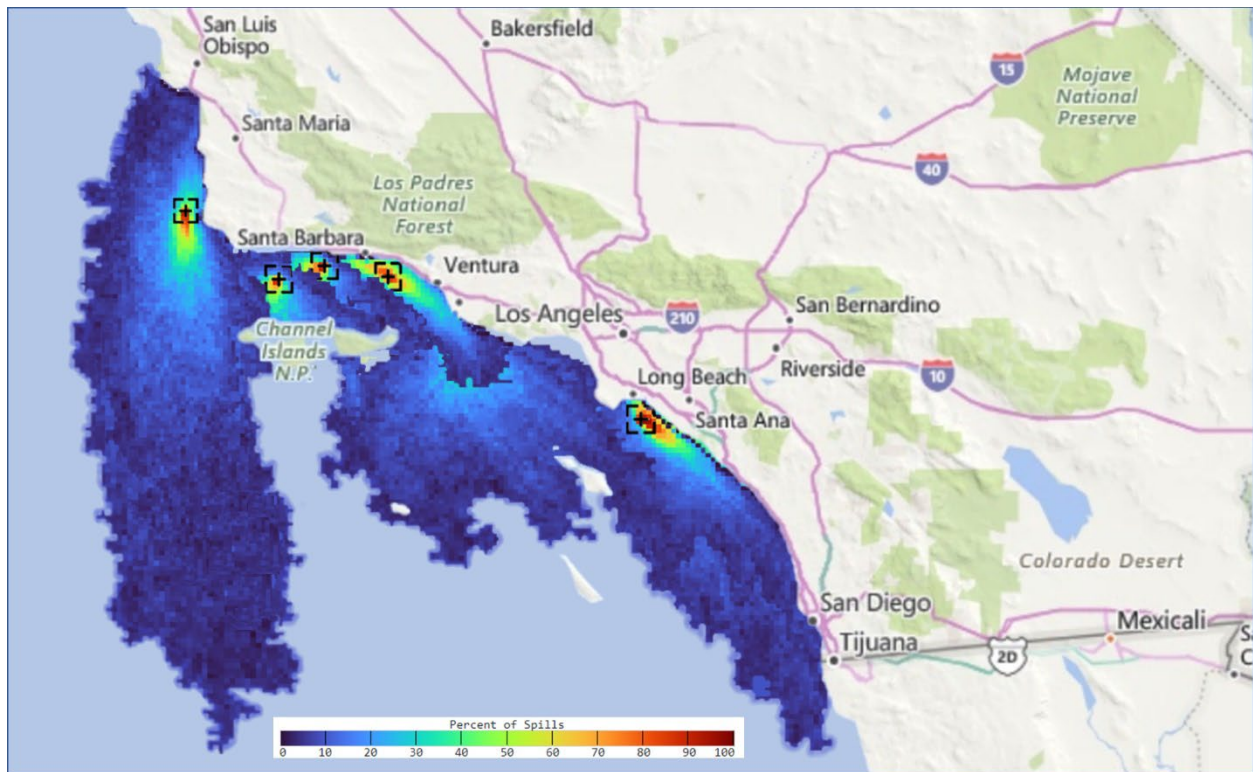 San Luis
Obispo
Bakersfield
15
Mojave
National
Preserve
Santa Maria
40
Los Padres
National
Forest
Santa Barbara
Ventura
Los Angeles
210
San Bernardino
Channel
Islands
N.P.
Riverside
10
Long Beach
Santa Ana
Colorado Desert
San Diego
Mexicali
Tijuana
2D
Percent of Spills
0 10 20 30 40 50 60 70 80 90 100